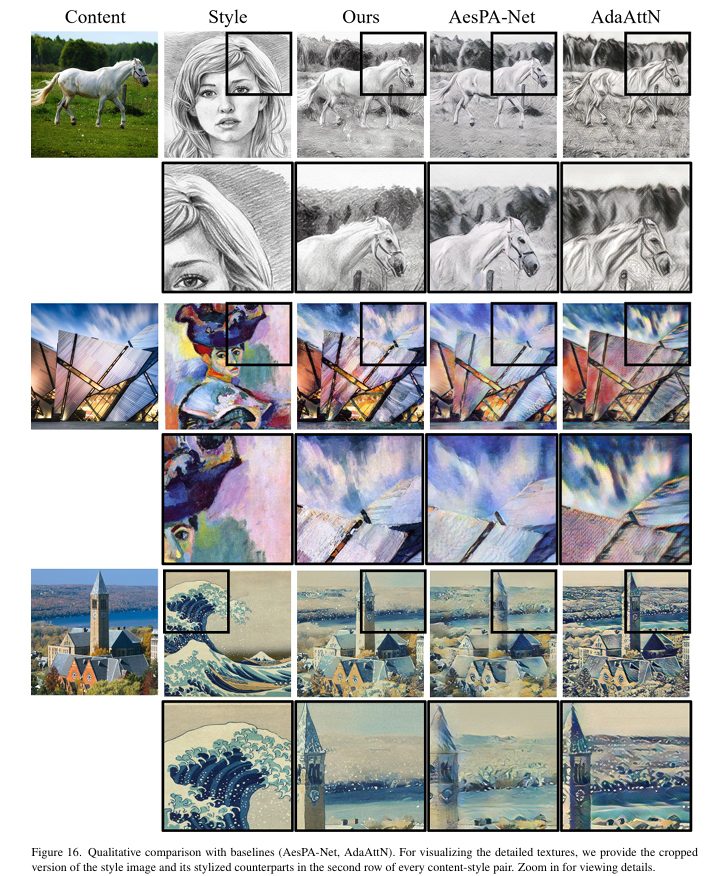 Content Style Ours AesPA-Net AdaAttN
Figure 16. Qualitative comparison with baselines (AesPA-Net, AdaAttN). For visualizing the detailed textures, we provide the cropped
version of the style image and its stylized counterparts in the second row of every content-style pair. Zoom in for viewing details.